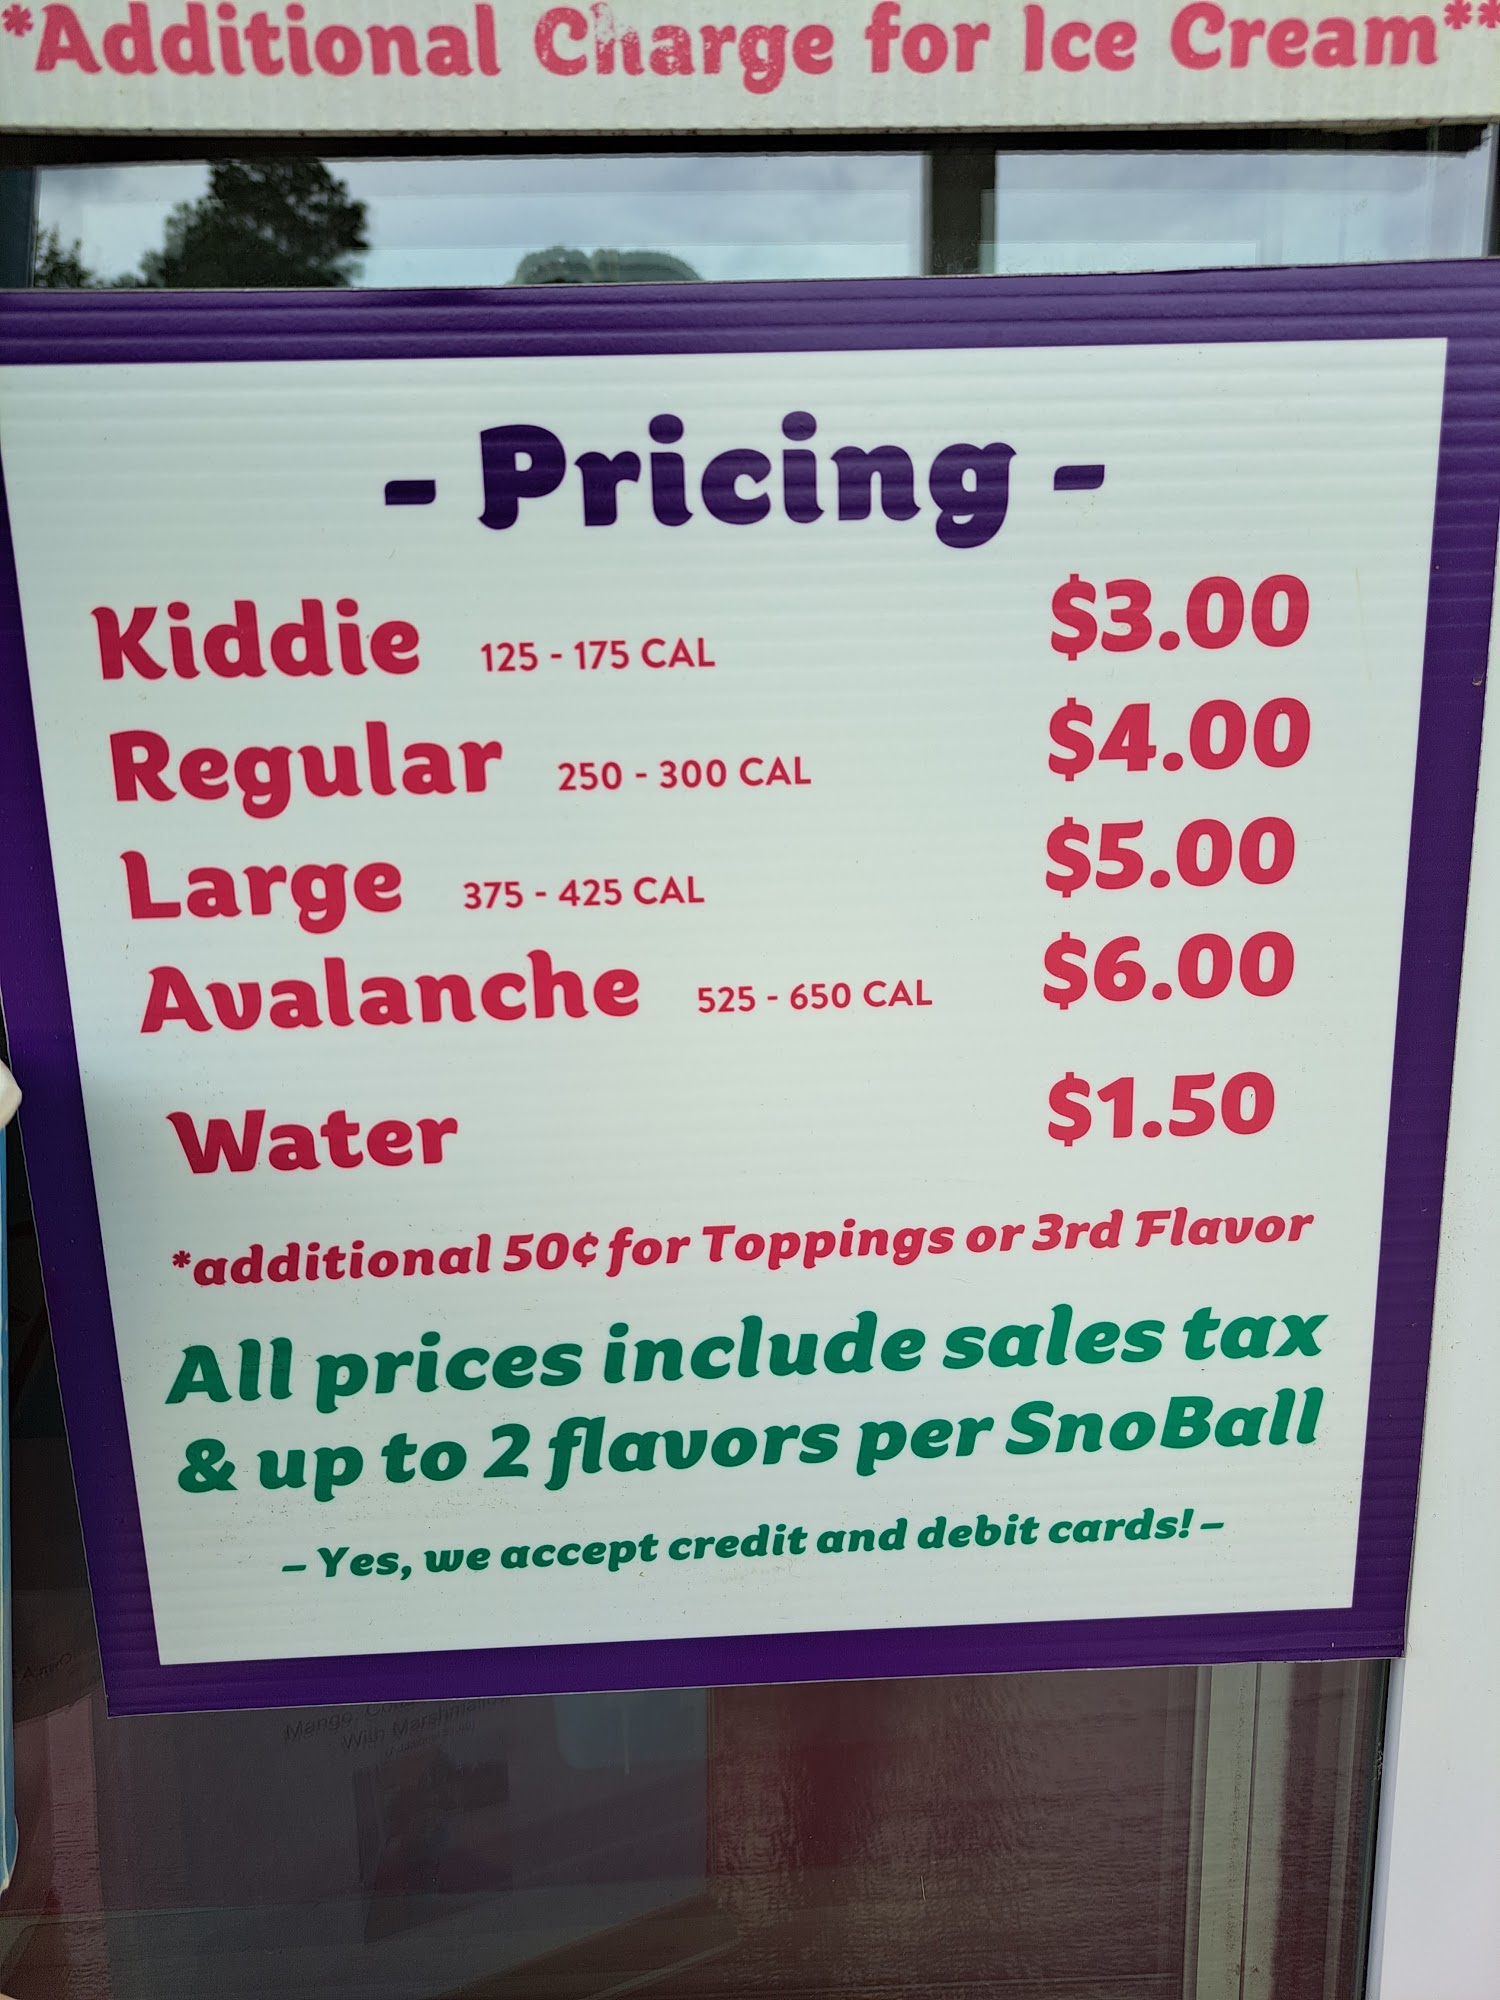 *Additional Charge for Ice Cream**
- Pricing -
Kiddie 125 - 175 CAL $3.00
Regular 250 - 300 CAL $4.00
Large 375 - 425 CAL $5.00
Avalanche 525 - 650 CAL $6.00
Water $1.50
*additional 50¢ for Toppings or 3rd Flavor
All prices include sales tax
& up to 2 flavors per SnoBall
– Yes, we accept credit and debit cards! –
Mange,
With